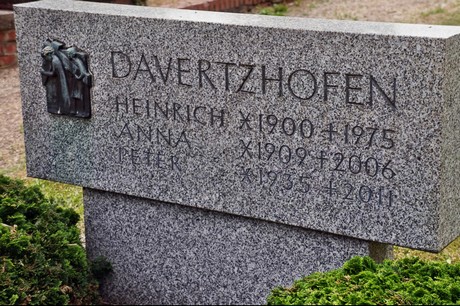 DAVERTZHOFEN
HEINRICH ×1900 +1975
ANNA ×1909 +2006
PETER ×1935 +2011